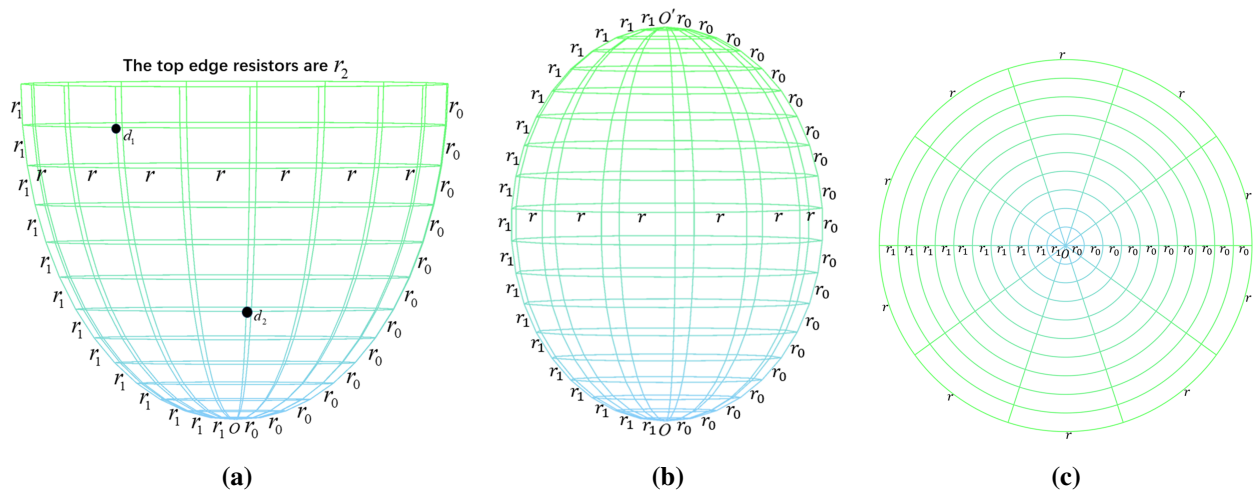 The top edge resistors are r₂
r₁ r₀
d₁
r₁ r₀
r r r r r r r
r₁ r₀
r₁ r₀
r₁ r₀
r₁ r₀
d₂
r₁ r₀
r₁ r₀
r₁ r₀
r₁ r₀
r₁ r₀
r₁ r₀
r₁ O r₀
(a)
r₁ O′ r₀
r₁ r₀
r₁ r₀
r₁ r₀
r₁ r₀
r₁ r₀
r₁ r₀
r₁ r₀
r₁ r₀
r r r r r r
r₁ r₀
r₁ r₀
r₁ r₀
r₁ r₀
r₁ r₀
r₁ r₀
r₁ r₀
r₁ r₀
r₁ r₀
r₀
r₁ O r₀
(b)
r
r r
r r
r₁ r₁ r₁ r₁ r₁ r₁ r₁ r₁ r₁ r₁ O r₀ r₀ r₀ r₀ r₀ r₀ r₀ r₀ r₀ r₀
r r
r r
r
(c)